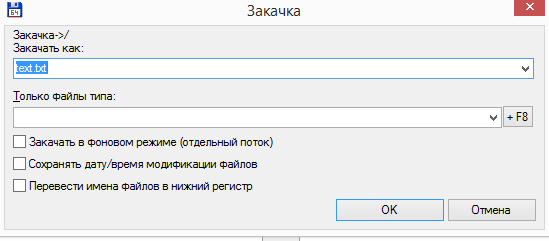 64
Закачка
Закачка->/
Закачать как:
text.txt
Только файлы типа:
+ F8
Закачать в фоновом режиме (отдельный поток)
Сохранять дату/время модификации файлов
Перевести имена файлов в нижний регистр
OK
Отмена